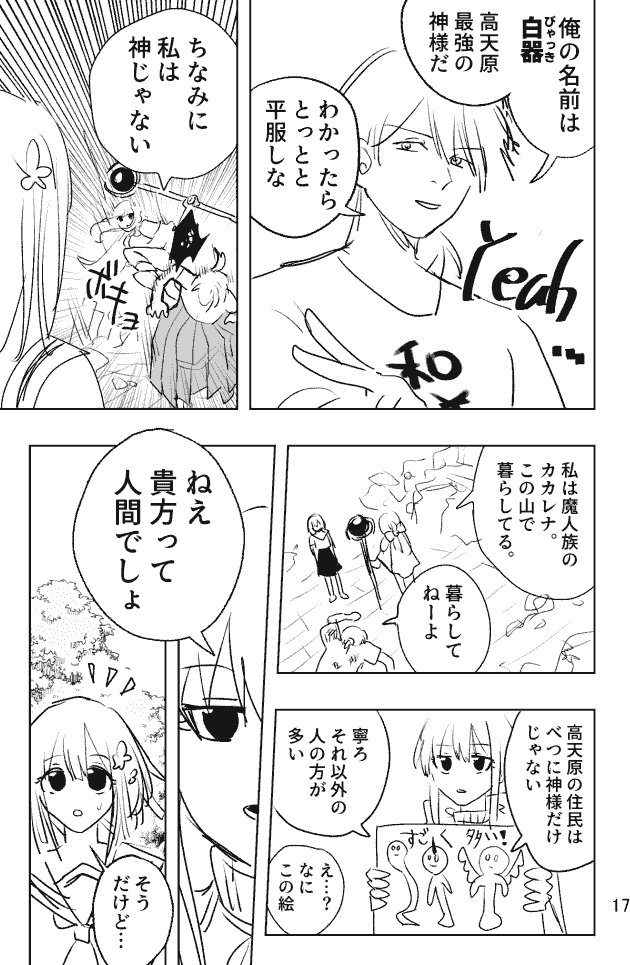 俺の名前は
白器
びゃっき
高天原
最強の
神様だ
わかったら
とっとと
平服しな
Yeah
和
ちなみに
私は
神じゃない
ボキョ
私は魔人族の
カカレナ。
この山で
暮らしてる。
暮らして
ねーよ
ねえ
貴方って
人間でしょ
高天原の住民は
べつに神様だけ
じゃない
寧ろ
それ以外の
人の方が
多い
すごく 多い!
え…?
なに
この絵
そう
だけど…
17